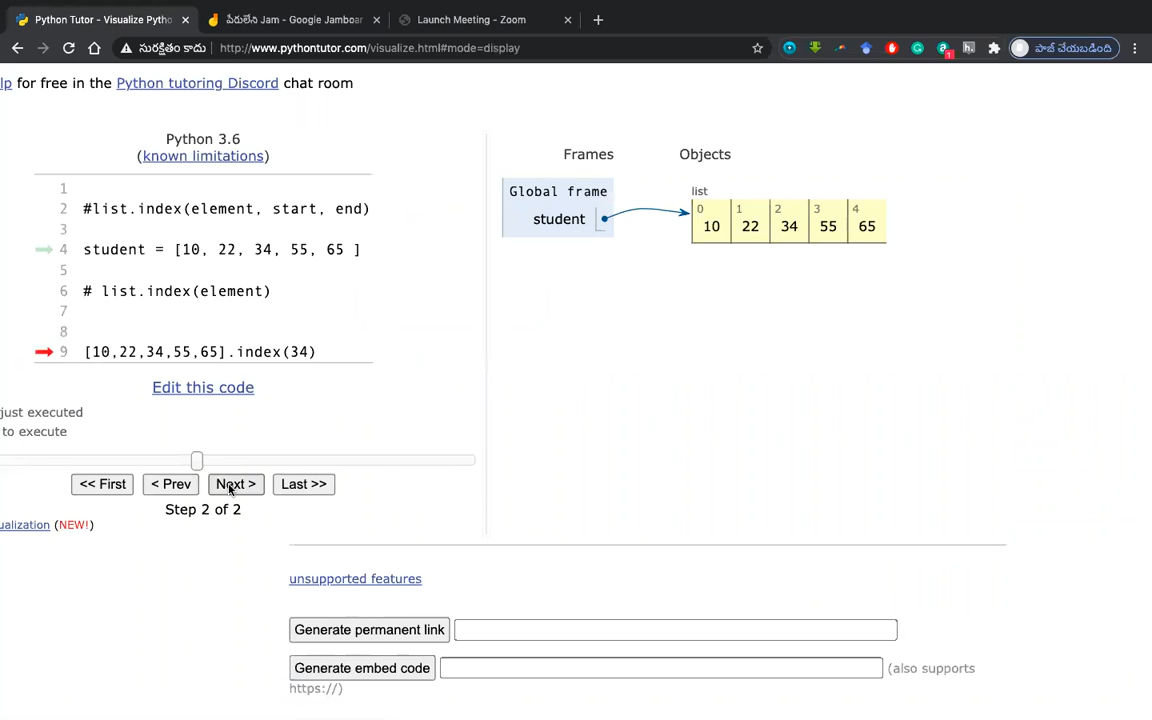 Python Tutor - Visualize Pytho
పేరులేని Jam - Google Jamboar
Launch Meeting - Zoom
సురక్షితం కాదు http://www.pythontutor.com/visualize.html#mode=display
1
పాజ్ చేయబడింది
lp for free in the Python tutoring Discord chat room
Python 3.6
(known limitations)
1
2 #list.index(element, start, end)
3
4 student = [10, 22, 34, 55, 65 ]
5
6 # list.index(element)
7
8
9 [10,22,34,55,65].index(34)
Edit this code
just executed
to execute
<< First < Prev Next > Last >>
Step 2 of 2
ualization (NEW!)
Frames Objects
Global frame
student
list
0 1 2 3 4
10 22 34 55 65
unsupported features
Generate permanent link
Generate embed code (also supports
https://)